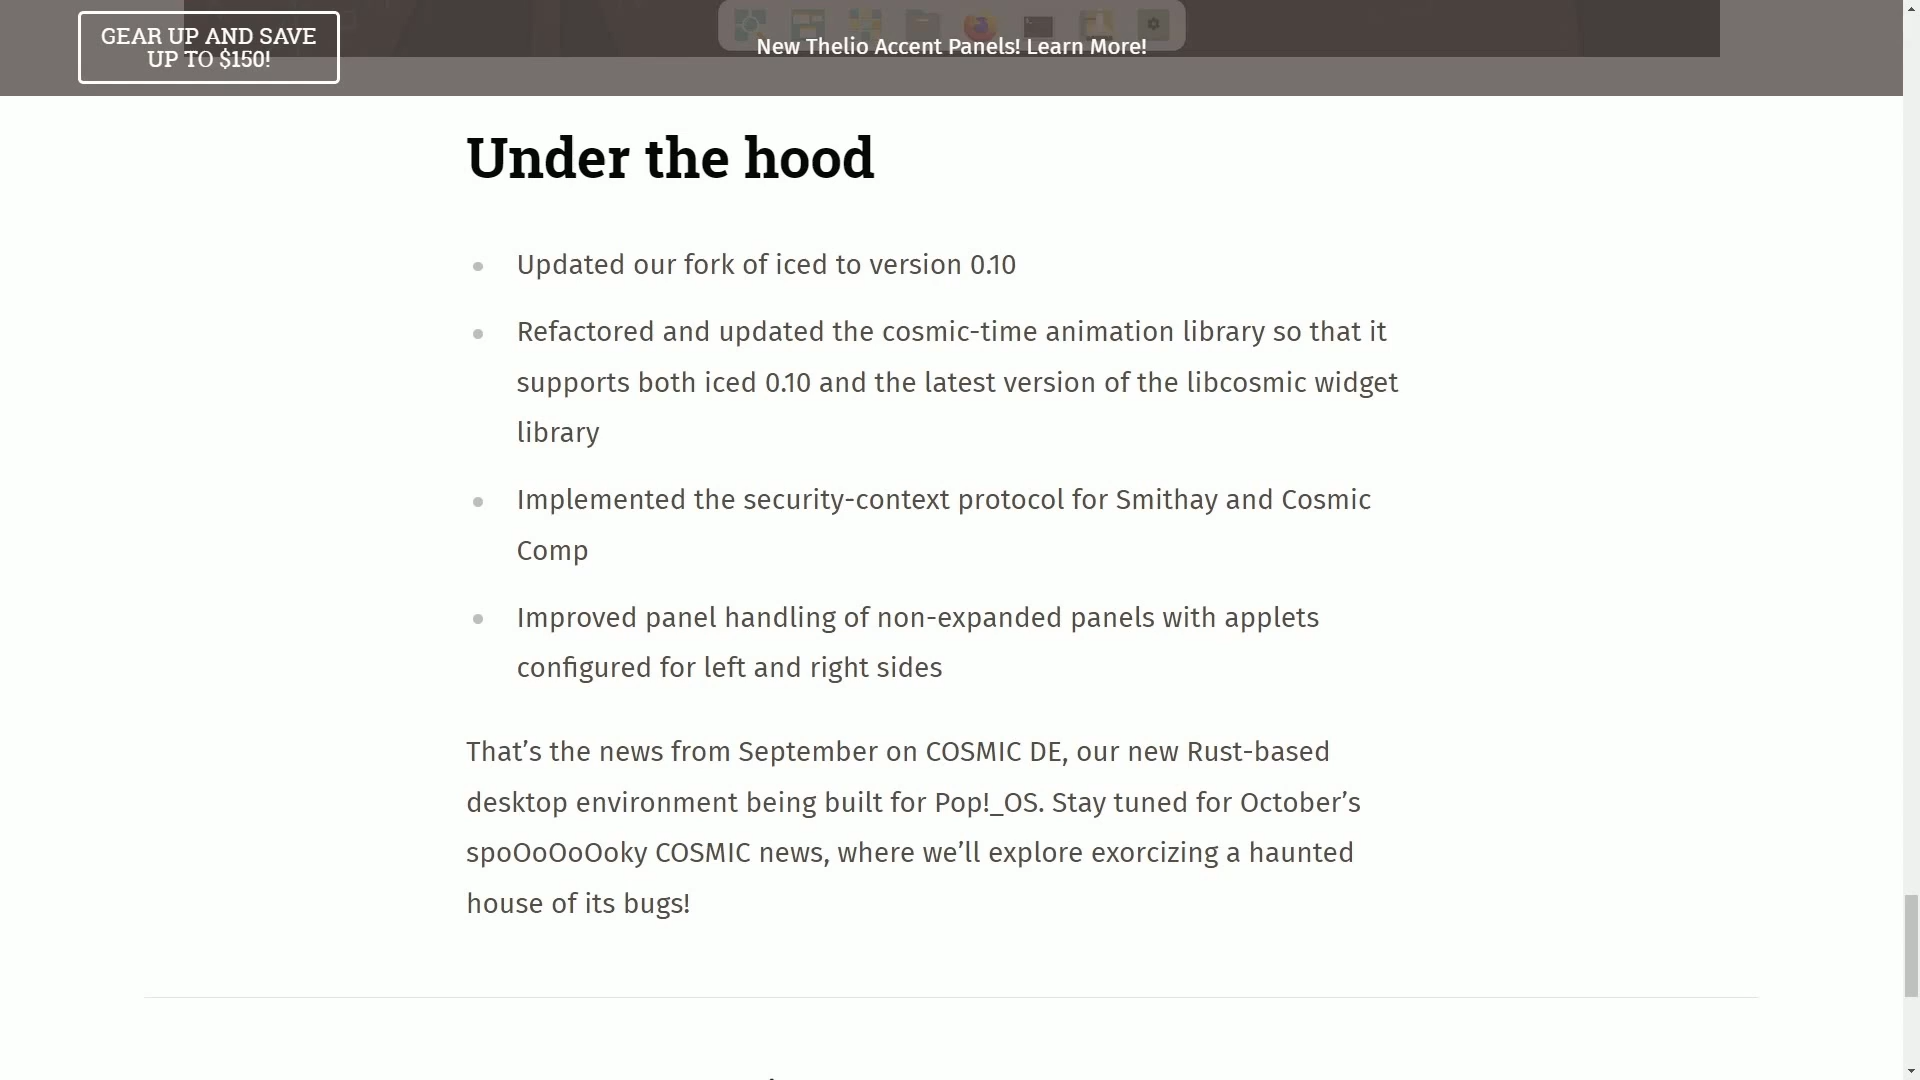 GEAR UP AND SAVE
UP TO $150!
New Thelio Accent Panels! Learn More!
Under the hood
Updated our fork of iced to version 0.10
Refactored and updated the cosmic-time animation library so that it
supports both iced 0.10 and the latest version of the libcosmic widget
library
Implemented the security-context protocol for Smithay and Cosmic
Comp
Improved panel handling of non-expanded panels with applets
configured for left and right sides
That’s the news from September on COSMIC DE, our new Rust-based
desktop environment being built for Pop!_OS. Stay tuned for October’s
spoOoOoOoky COSMIC news, where we’ll explore exorcizing a haunted
house of its bugs!